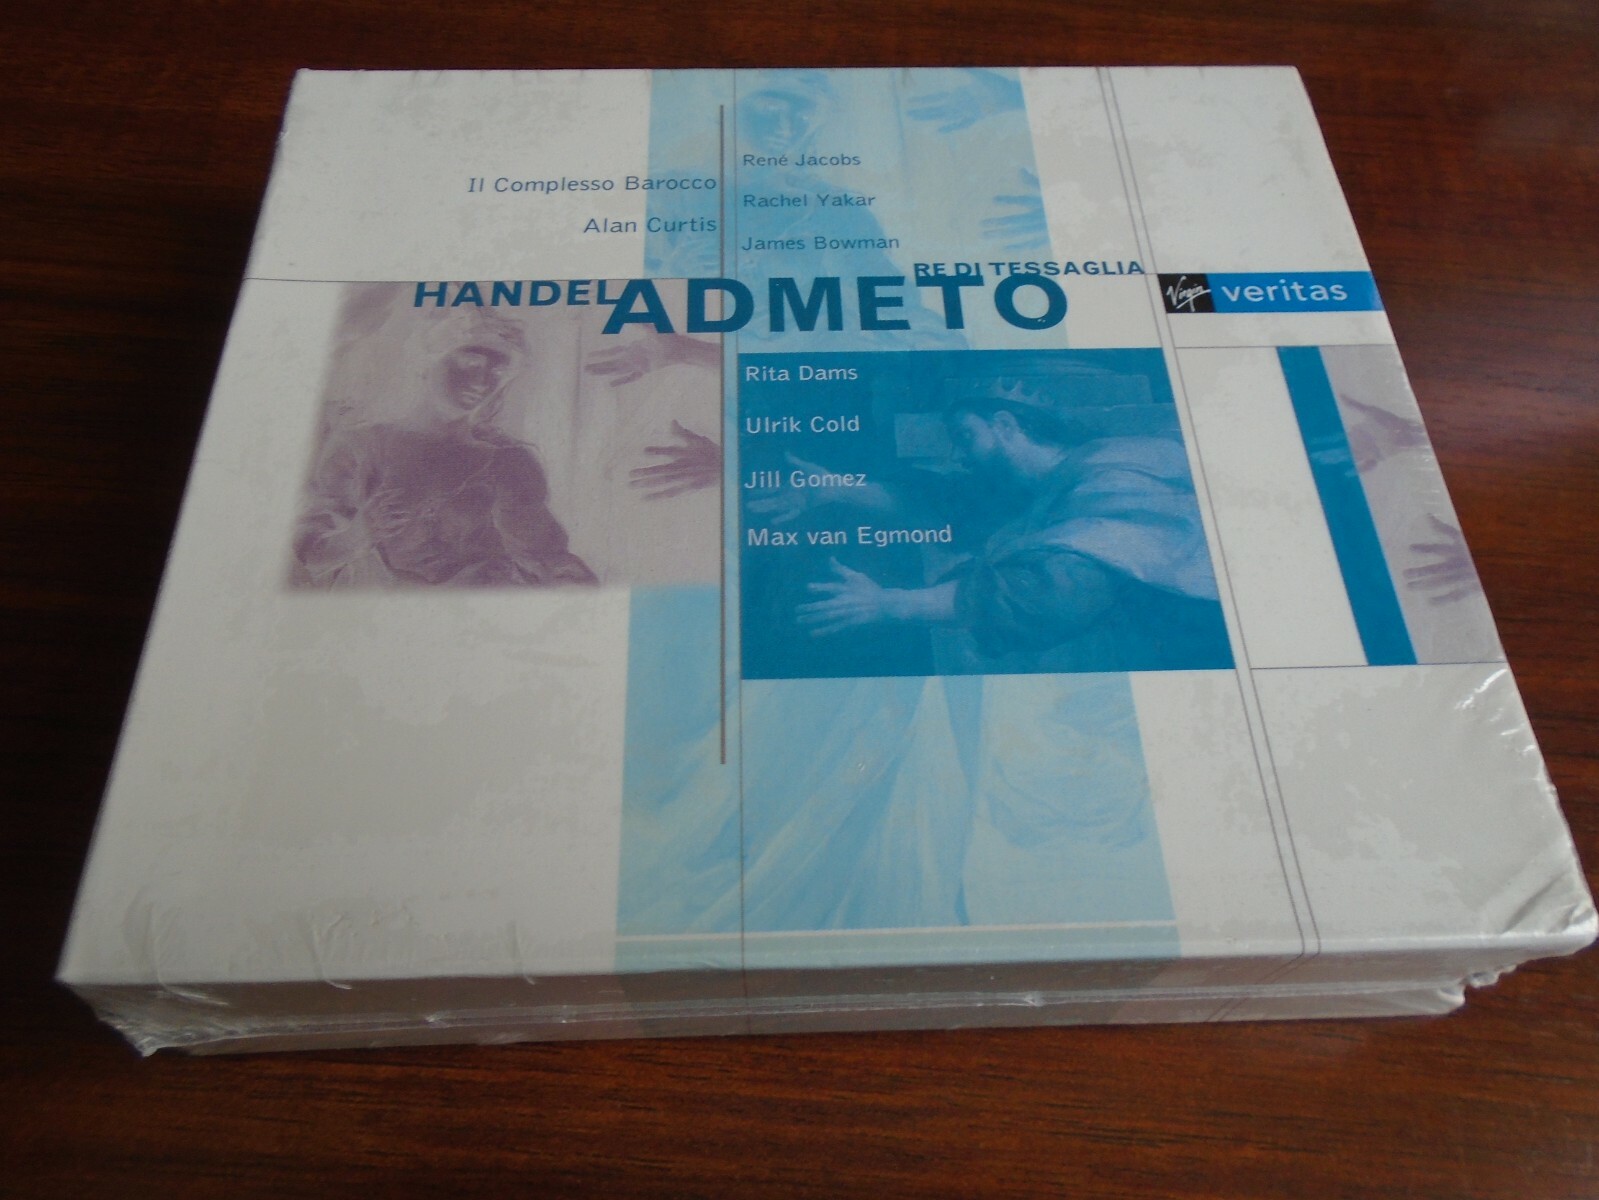 Il Complesso Barocco
Alan Curtis
René Jacobs
Rachel Yakar
James Bowman
HANDEL
ADMETO
RE DI TESSAGLIA
Virgin veritas
Rita Dams
Ulrik Cold
Jill Gomez
Max van Egmond